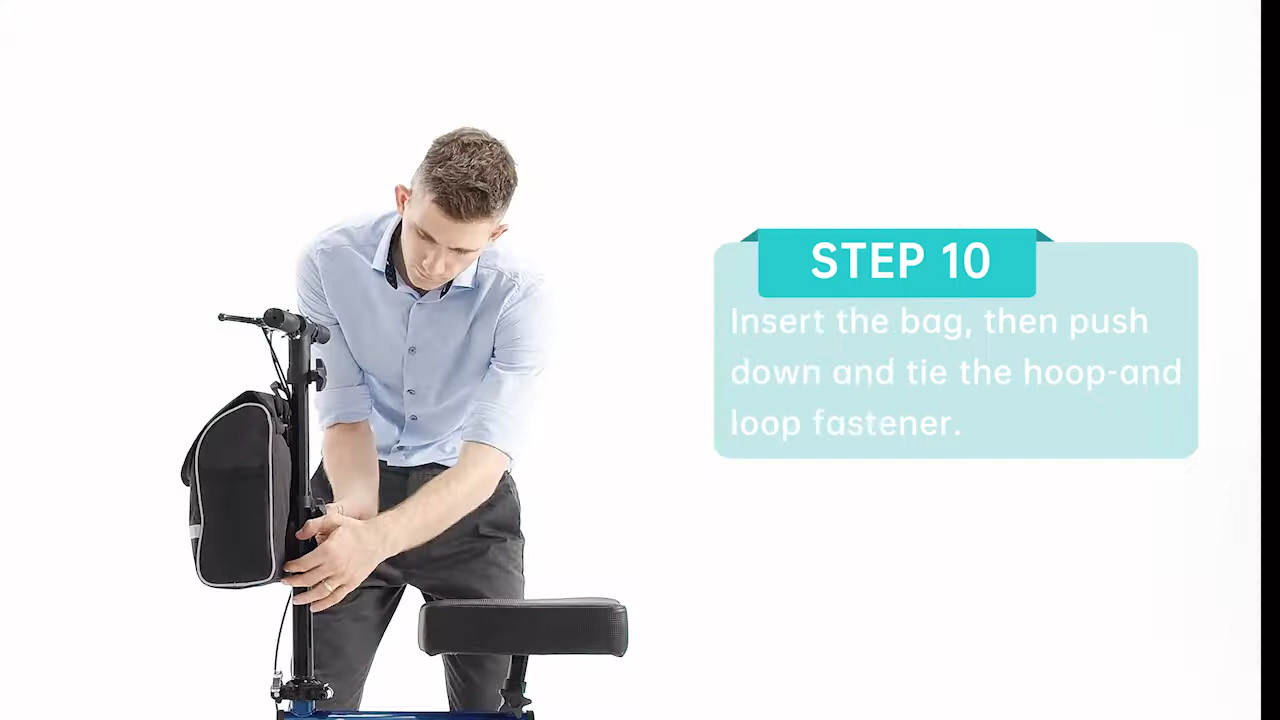 STEP 10
Insert the bag, then push
down and tie the hoop-and
loop fastener.